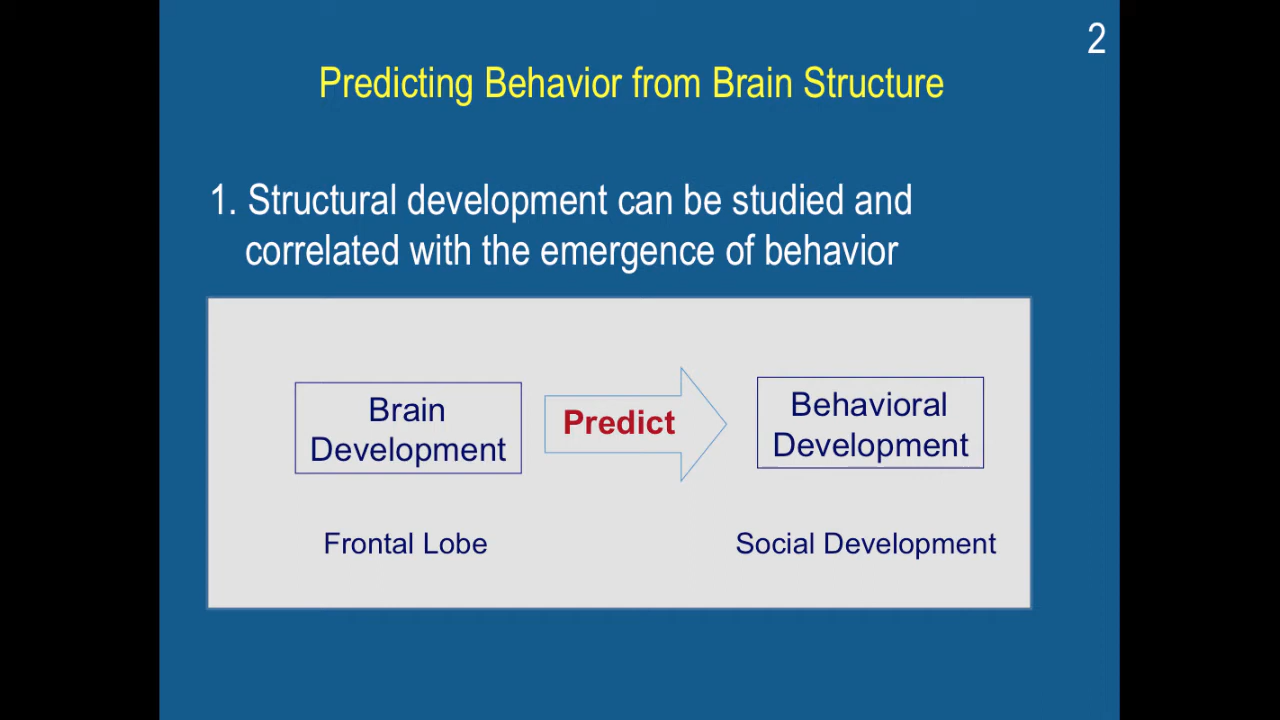 2
Predicting Behavior from Brain Structure
1. Structural development can be studied and
correlated with the emergence of behavior
Brain
Development
Predict
Behavioral
Development
Frontal Lobe
Social Development